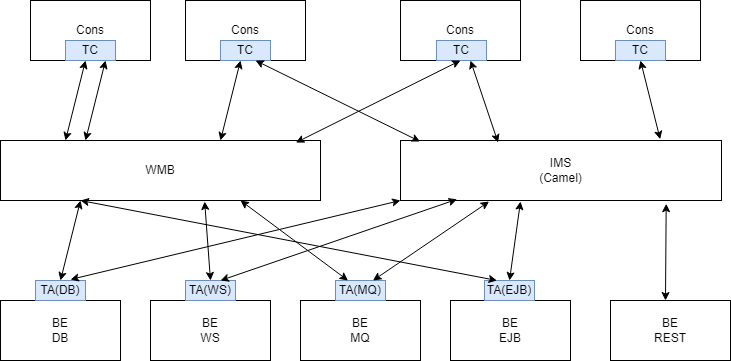 Cons
Cons
Cons
Cons
TC
TC
TC
TC
WMB
IMS
(Camel)
TA(DB)
TA(WS)
TA(MQ)
TA(EJB)
BE
DB
BE
WS
BE
MQ
BE
EJB
BE
REST